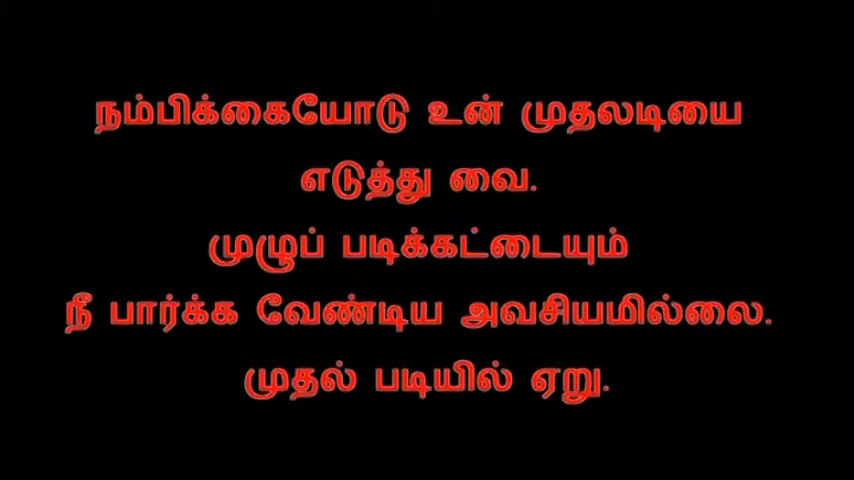 நம்பிக்கையோடு உன் முதலடியை
எடுத்து வை.
முழுப் படிக்கட்டையும்
நீ பார்க்க வேண்டிய அவசியமில்லை.
முதல் படியில் ஏறு.